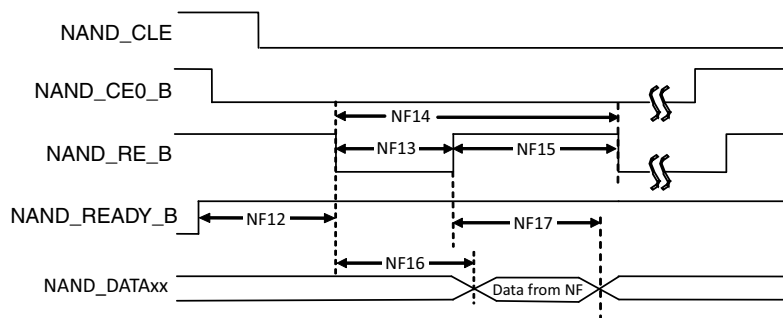 NAND_CLE
NAND_CE0_B
NF14
NAND_RE_B
NF13
NF15
NAND_READY_B
NF12
NF17
NF16
NAND_DATAxx
Data from NF